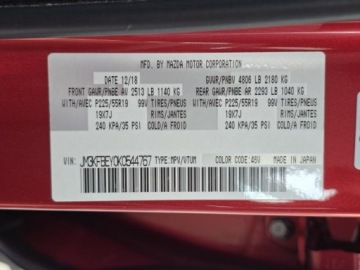 MFD. BY MAZDA MOTOR CORPORATION
DATE 12/18 GVWR/PNBV 4806 LB 2180 KG
FRONT GAWR/PNBE AV 2513 LB 1140 KG REAR GAWR/PNBE AR 2293 LB 1040 KG
WITH/AVEC P225/55R19 99V TIRES/PNEUS WITH/AVEC P225/55R19 99V TIRES/PNEUS
19X7J RIMS/JANTES 19X7J RIMS/JANTES
240 KPA/35 PSI COLD/A FROID 240 KPA/35 PSI COLD/A FROID
VIN: JM3KFBEY0K0544767 TYPE:MPV/VTUM COLOR: 46V MADE IN JAPAN